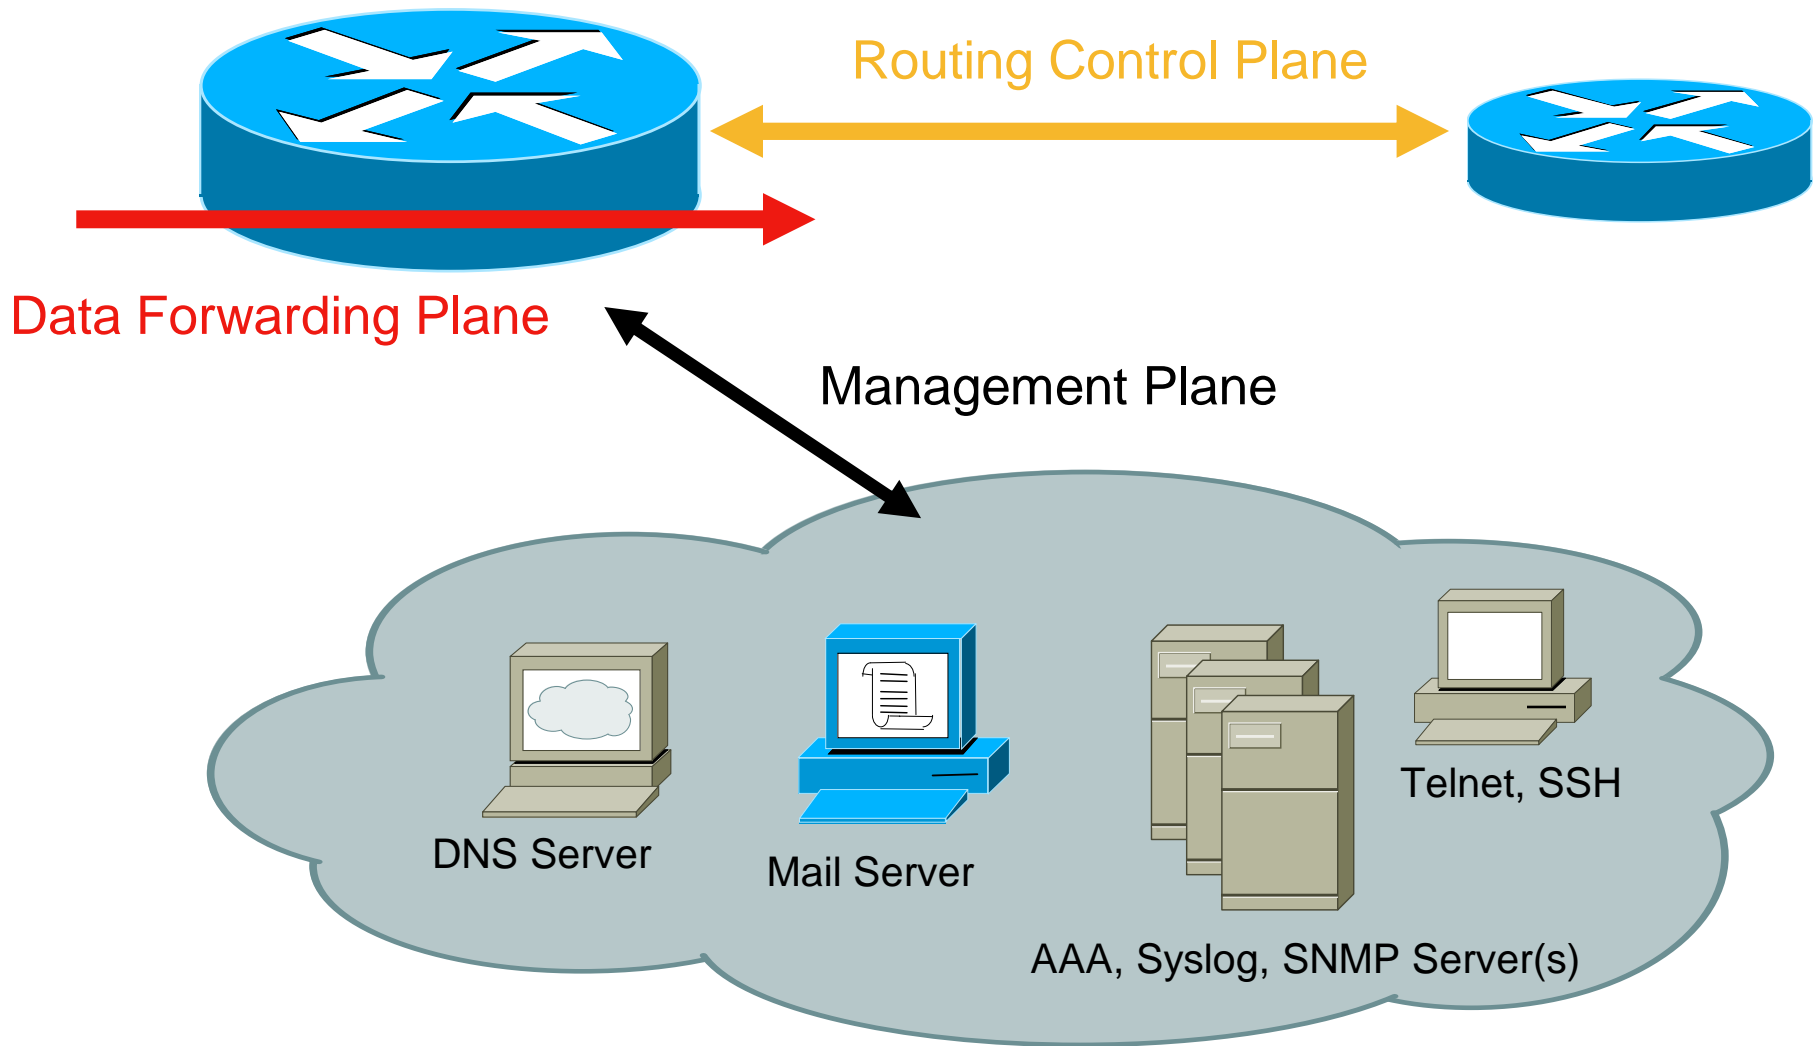 Routing Control Plane
Data Forwarding Plane
Management Plane
Telnet, SSH
DNS Server
Mail Server
AAA, Syslog, SNMP Server(s)